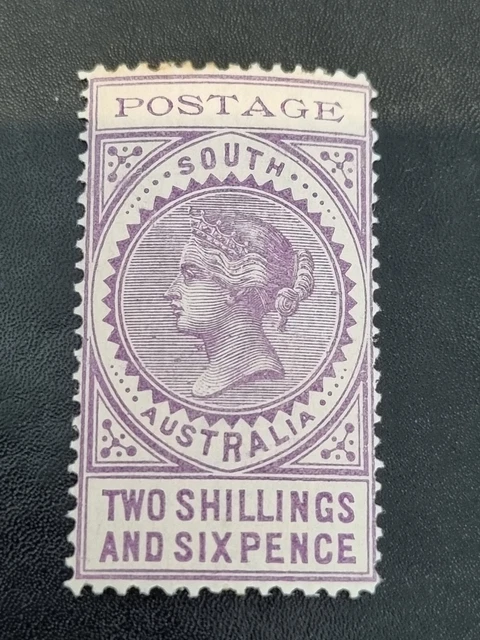 POSTAGE
SOUTH
AUSTRALIA
TWO SHILLINGS
AND SIXPENCE